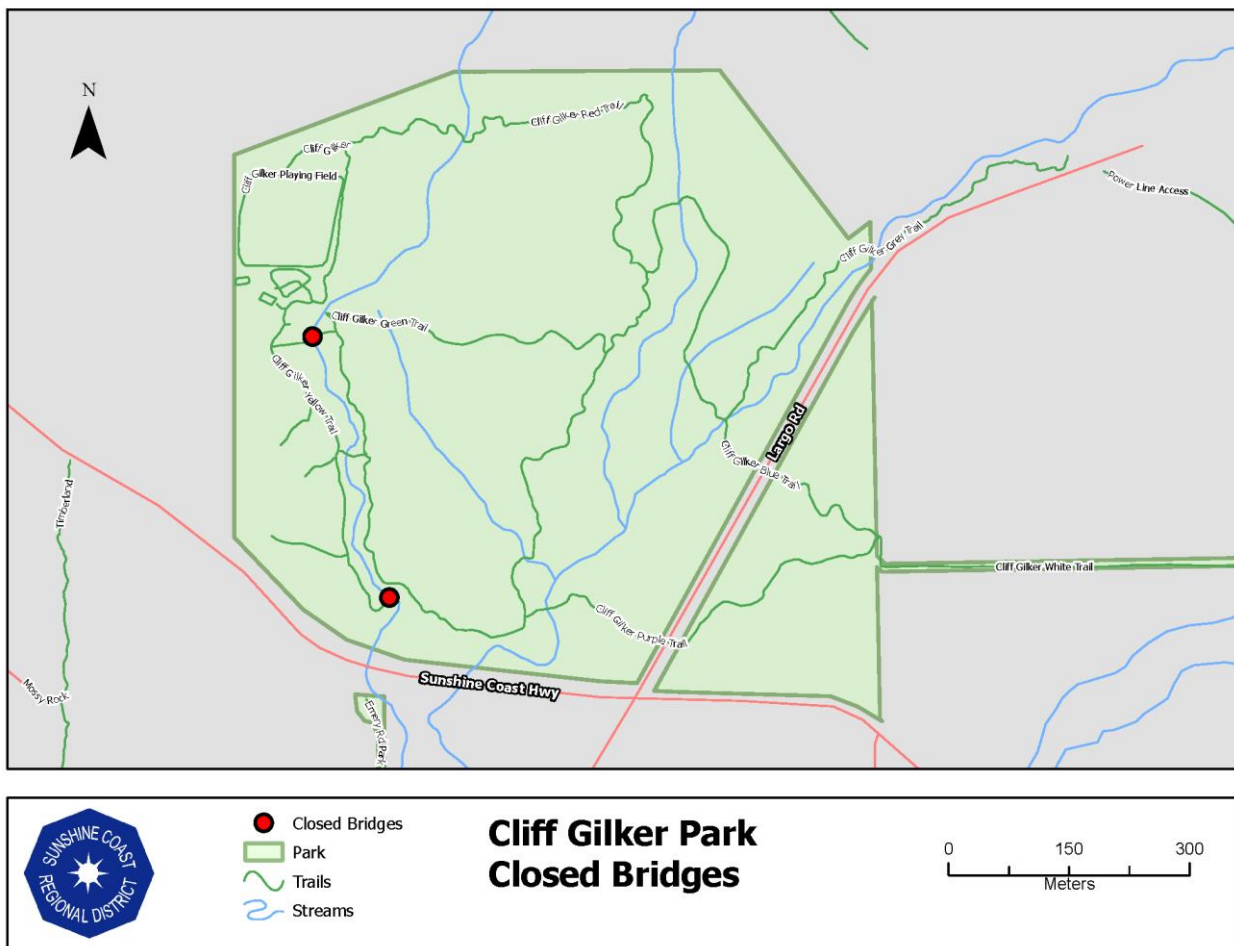 N
Cliff Gilker Red Trail
Cliff Gilker
Cliff Gilker Playing Field
Power Line Access
Cliff Gilker Grey Trail
Cliff Gilker Green Trail
Cliff Gilker Yellow Trail
Largo Rd
Cliff Gilker Blue Trail
Timberland
Cliff Gilker White Trail
Cliff Gilker Purple Trail
Sunshine Coast Hwy
Mossy Rock
Emery Rd Park
SUNSHINE COAST
REGIONAL DISTRICT
Closed Bridges
Park
Trails
Streams
Cliff Gilker Park
Closed Bridges
0 150 300
Meters